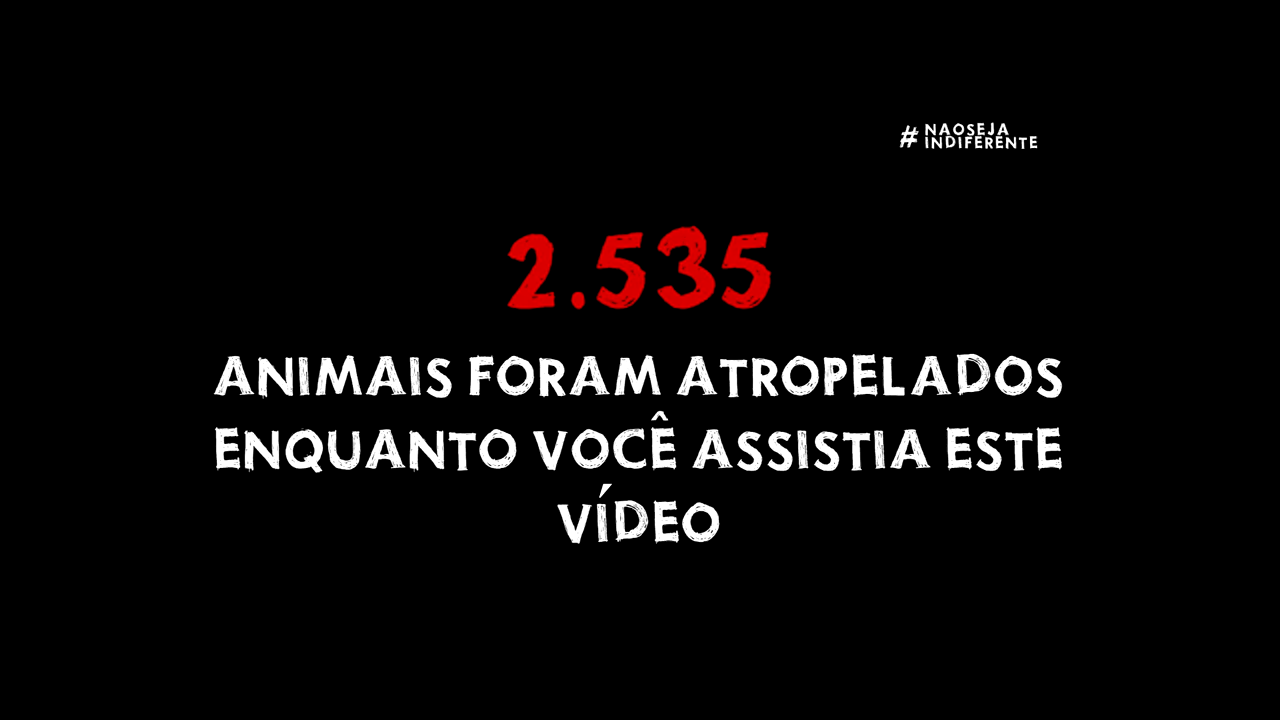 # NAOSEJA
INDIFERENTE
2.535
ANIMAIS FORAM ATROPELADOS
ENQUANTO VOCÊ ASSISTIA ESTE
VÍDEO